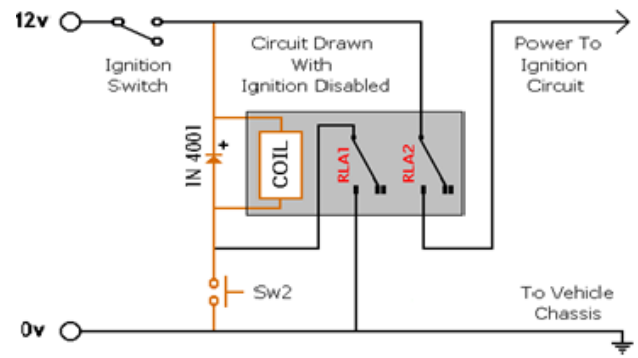 12v
Ignition
Switch
Circuit Drawn
With
Ignition Disabled
Power To
Ignition
Circuit
1N 4001
+
COIL
RLA1
RLA2
Sw2
To Vehicle
Chassis
0v